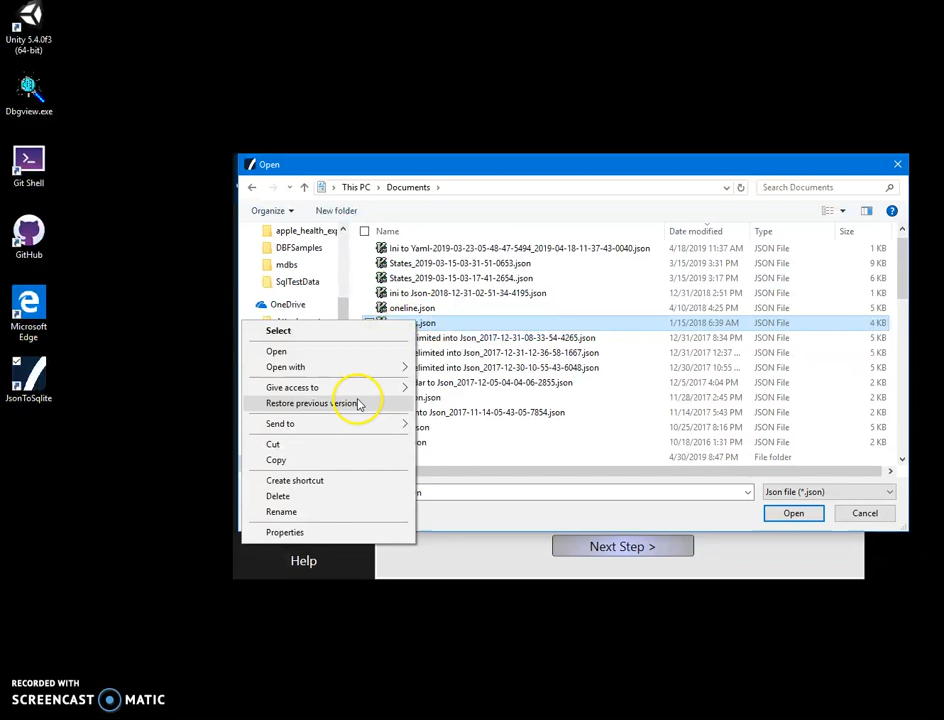 Unity 5.4.0f3
(64-bit)
Dbgview.exe
Git Shell
GitHub
Microsoft
Edge
JsonToSqlite
Open
This PC
Documents
Search Documents
Organize
New folder
apple_health_ex
DBFSamples
mdbs
SqlTestData
OneDrive
Name
Date modified
Type
Size
Ini to Yaml-2019-03-23-05-48-47-5494_2019-04-18-11-37-43-0040.json
4/18/2019 11:37 AM
JSON File
1 KB
States_2019-03-15-03-31-51-0653.json
3/15/2019 3:31 PM
JSON File
9 KB
States_2019-03-15-03-17-41-2654..json
3/15/2019 3:17 PM
JSON File
4 KB
ini to Json-2018-12-31-02-51-34-4195.json
12/31/2018 2:51 PM
JSON File
1 KB
oneline.json
4/10/2018 4:43 PM
JSON File
5 KB
.json
1/15/2018 6:39 AM
JSON File
4 KB
elimited into Json_2017-12-31-08-33-54-4265.json
12/31/2017 8:34 PM
JSON File
5 KB
elimited into Json_2017-12-31-12-36-58-1667.json
12/31/2017 12:37 ...
JSON File
5 KB
elimited into Json_2017-12-30-10-55-43-6048.json
12/30/2017 10:56 ...
JSON File
5 KB
dar to Json_2017-12-05-04-04-06-2855.json
12/5/2017 4:04 PM
JSON File
2 KB
on.json
12/4/2017 5:33 PM
JSON File
1 KB
nto Json_2017-11-14-05-43-05-7854.json
11/14/2017 5:43 PM
JSON File
1 KB
son
10/25/2017 8:16 PM
JSON File
1 KB
on
10/18/2016 1:31 PM
JSON File
1 KB
4/30/2019 8:47 PM
File folder
Select
Open
Open with
Give access to
Restore previous version
Send to
Cut
Copy
Create shortcut
Delete
Rename
Properties
n
Json file (*.json)
Open
Cancel
Next Step >
Help
RECORDED WITH
SCREENCAST MATIC